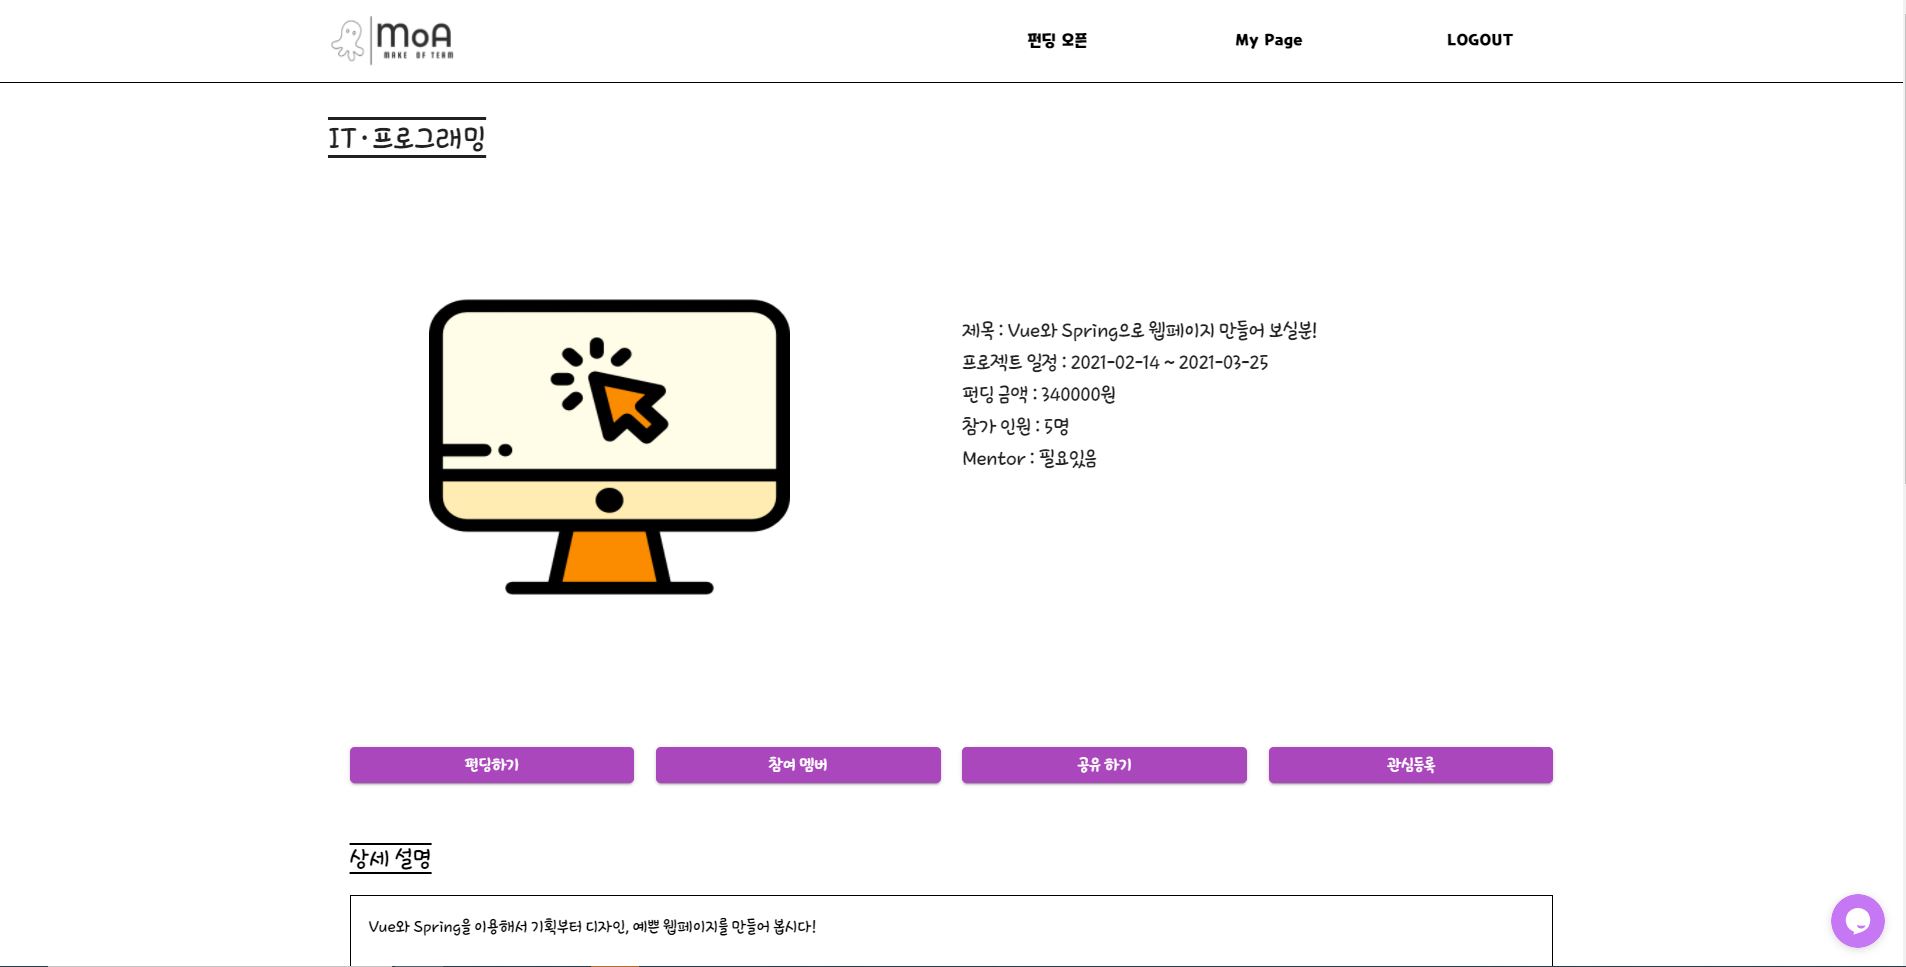 MoA
MAKE OF TEAM
펀딩 오픈
My Page
LOGOUT
IT · 프로그래밍
제목 : Vue와 Spring으로 웹페이지 만들어 보실분!
프로젝트 일정 : 2021-02-14 ~ 2021-03-25
펀딩 금액 : 340000원
참가 인원 : 5명
Mentor : 필요있음
펀딩하기
참여 멤버
공유 하기
관심등록
상세 설명
Vue와 Spring을 이용해서 기획부터 디자인, 예쁜 웹페이지를 만들어 봅시다!